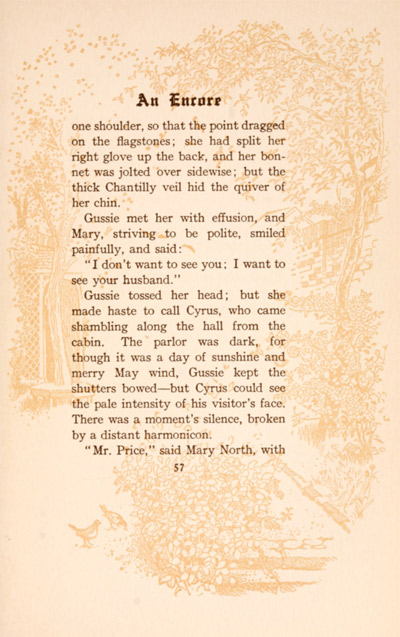 An Encore
one shoulder, so that the point dragged
on the flagstones; she had split her
right glove up the back, and her bon-
net was jolted over sidewise; but the
thick Chantilly veil hid the quiver of
her chin.
Gussie met her with effusion, and
Mary, striving to be polite, smiled
painfully, and said:
"I don't want to see you; I want to
see your husband."
Gussie tossed her head; but she
made haste to call Cyrus, who came
shambling along the hall from the
cabin. The parlor was dark, for
though it was a day of sunshine and
merry May wind, Gussie kept the
shutters bowed—but Cyrus could see
the pale intensity of his visitor's face.
There was a moment's silence, broken
by a distant harmonicon.
"Mr. Price," said Mary North, with
57